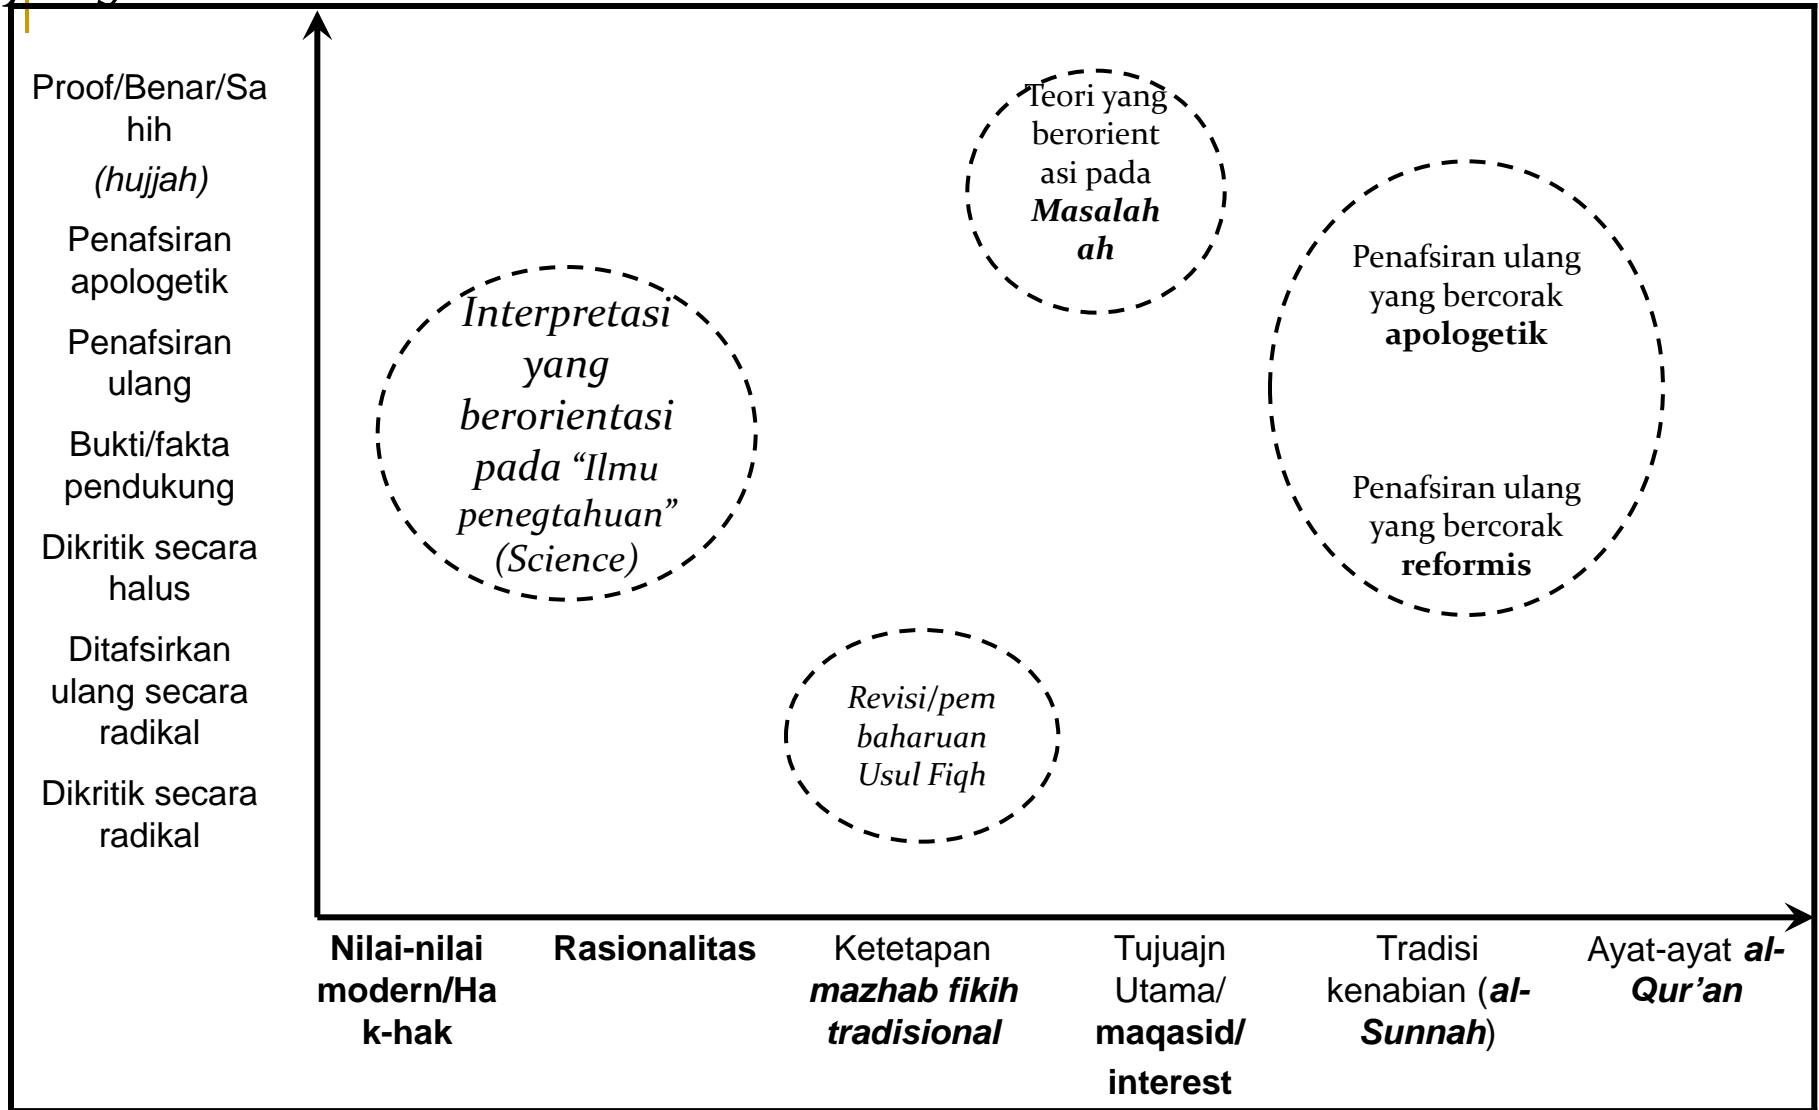 Proof/Benar/Sa
hih
(hujjah)
Penafsiran
apologetik
Penafsiran
ulang
Bukti/fakta
pendukung
Dikritik secara
halus
Ditafsirkan
ulang secara
radikal
Dikritik secara
radikal
Interpretasi
yang
berorientasi
pada “Ilmu
penegtahuan”
(Science)
Revisi/pem
baharuan
Usul Fiqh
Teori yang
berorient
asi pada
Masalah
ah
Penafsiran ulang
yang bercorak
apologetik
Penafsiran ulang
yang bercorak
reformis
Nilai-nilai
modern/Ha
k-hak
Rasionalitas
Ketetapan
mazhab fikih
tradisional
Tujuajn
Utama/
maqasid/
interest
Tradisi
kenabian (al-
Sunnah)
Ayat-ayat al-
Qur’an